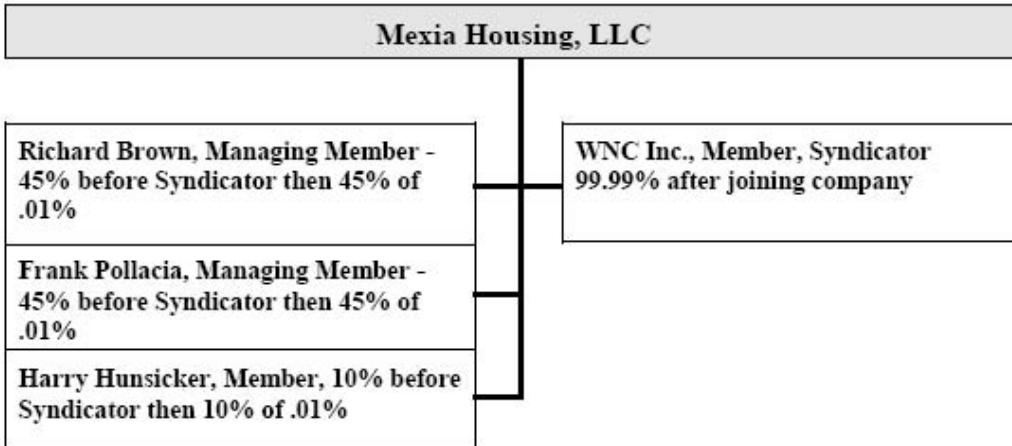 Mexia Housing, LLC
Richard Brown, Managing Member -
45% before Syndicator then 45% of
.01%
WNC Inc., Member, Syndicator
99.99% after joining company
Frank Pollacia, Managing Member -
45% before Syndicator then 45% of
.01%
Harry Hunsicker, Member, 10% before
Syndicator then 10% of .01%